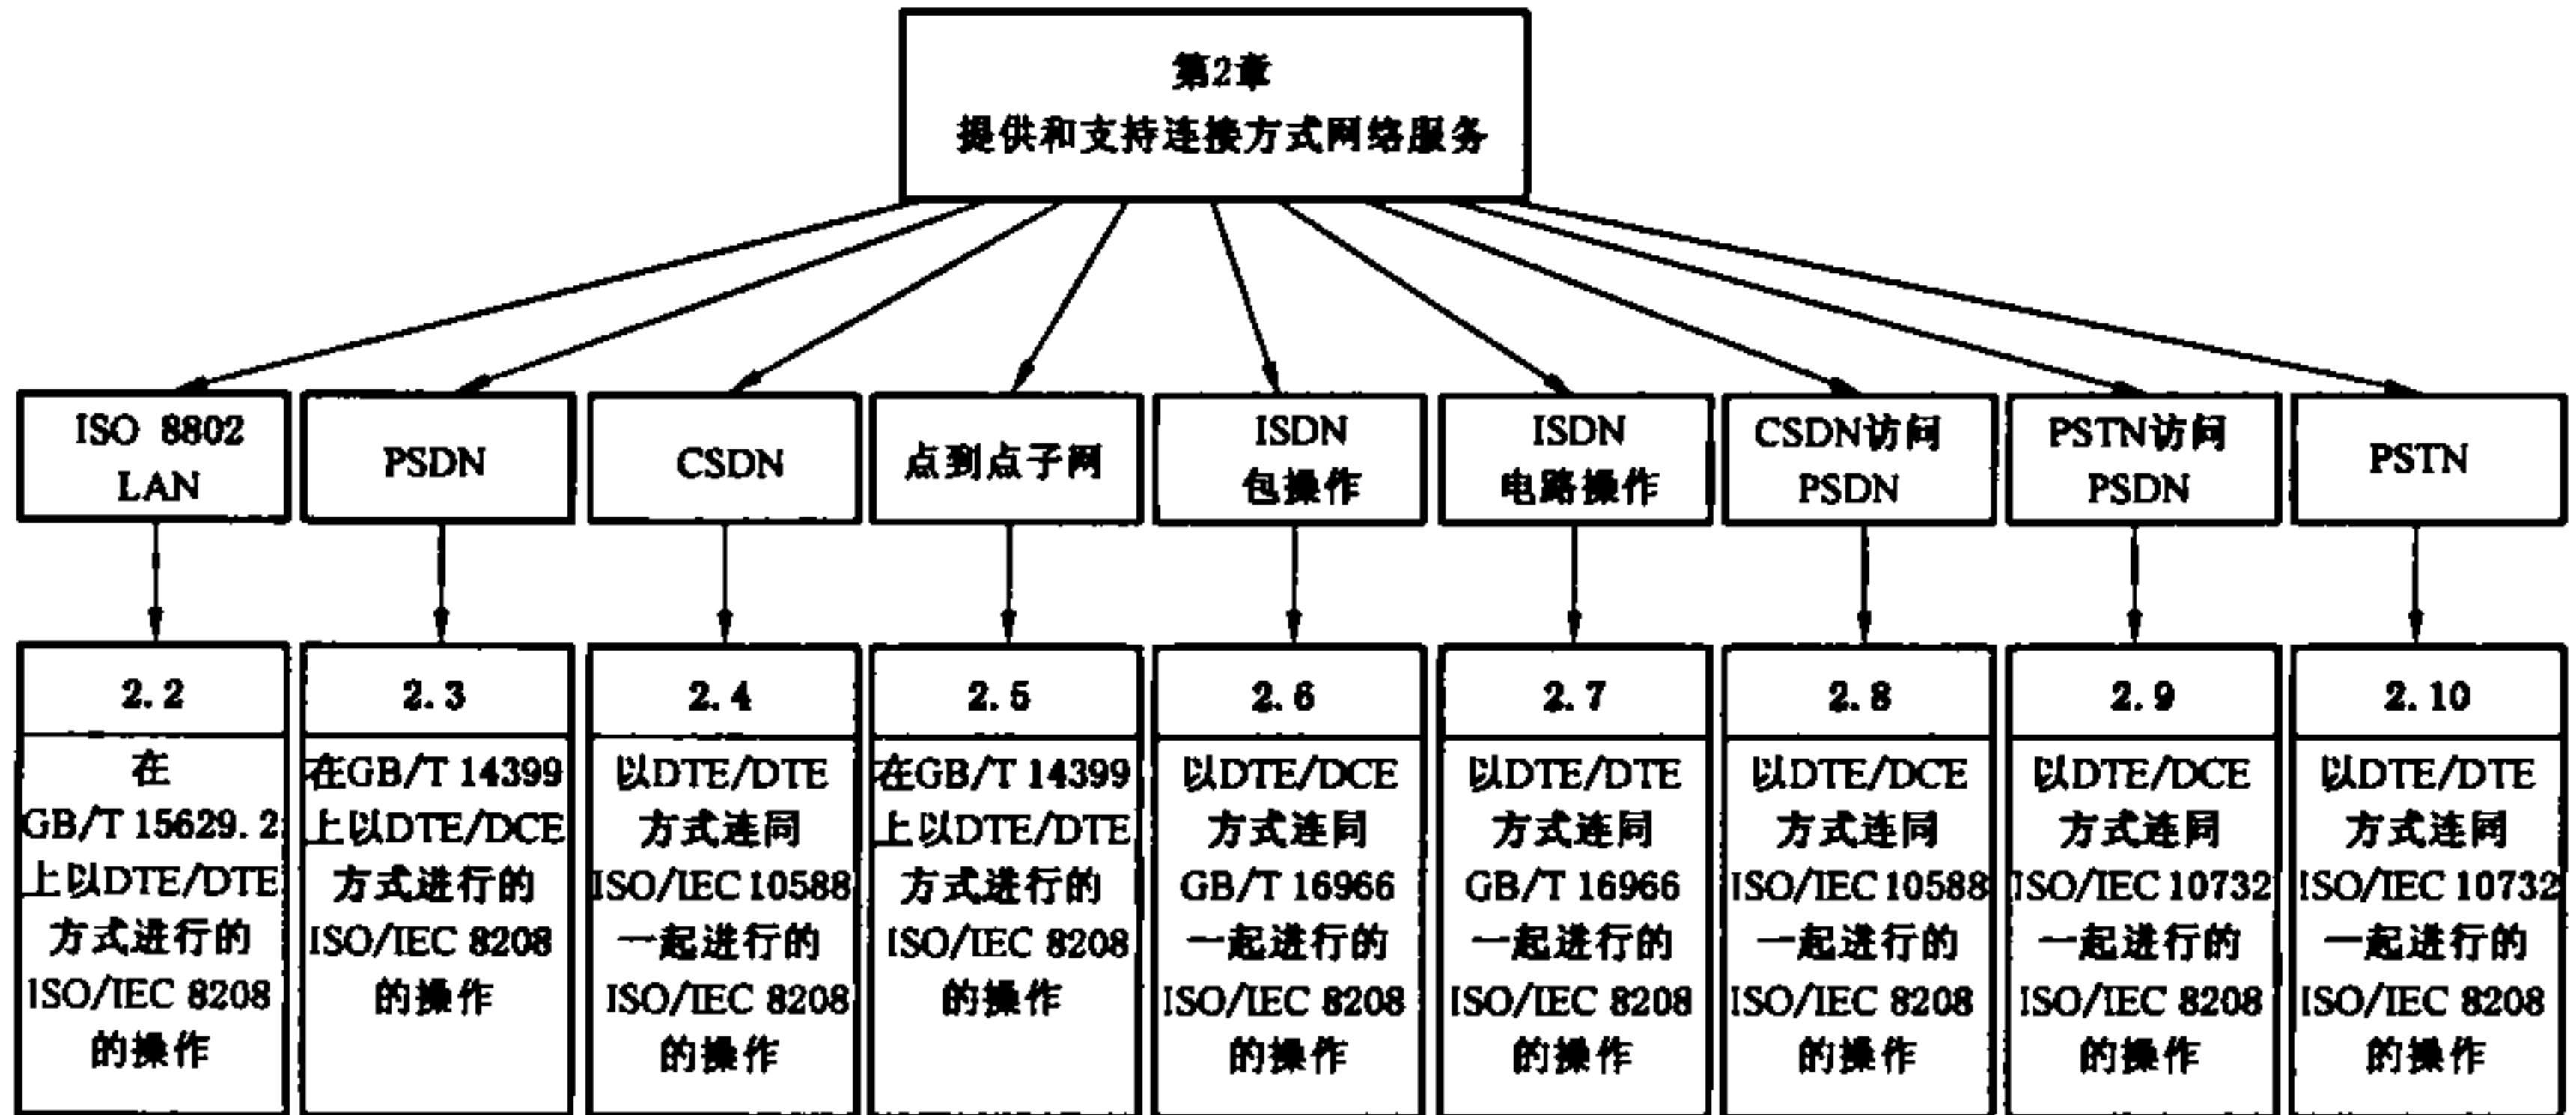 第2章
提供和支持连接方式网络服务
ISO 8802
LAN
PSDN
CSDN
点到点子网
ISDN
包操作
ISDN
电路操作
CSDN访问
PSDN
PSTN访问
PSDN
PSTN
2.2
在
GB/T 15629.2
上以DTE/DTE
方式进行的
ISO/IEC 8208
的操作
2.3
在GB/T 14399
上以DTE/DCE
方式进行的
ISO/IEC 8208
的操作
2.4
以DTE/DTE
方式连同
ISO/IEC 10588
一起进行的
ISO/IEC 8208
的操作
2.5
在GB/T 14399
上以DTE/DTE
方式进行的
ISO/IEC 8208
的操作
2.6
以DTE/DCE
方式连同
GB/T 16966
一起进行的
ISO/IEC 8208
的操作
2.7
以DTE/DTE
方式连同
GB/T 16966
一起进行的
ISO/IEC 8208
的操作
2.8
以DTE/DTE
方式连同
ISO/IEC 10588
一起进行的
ISO/IEC 8208
的操作
2.9
以DTE/DCE
方式连同
ISO/IEC 10732
一起进行的
ISO/IEC 8208
的操作
2.10
以DTE/DTE
方式连同
ISO/IEC 10732
一起进行的
ISO/IEC 8208
的操作